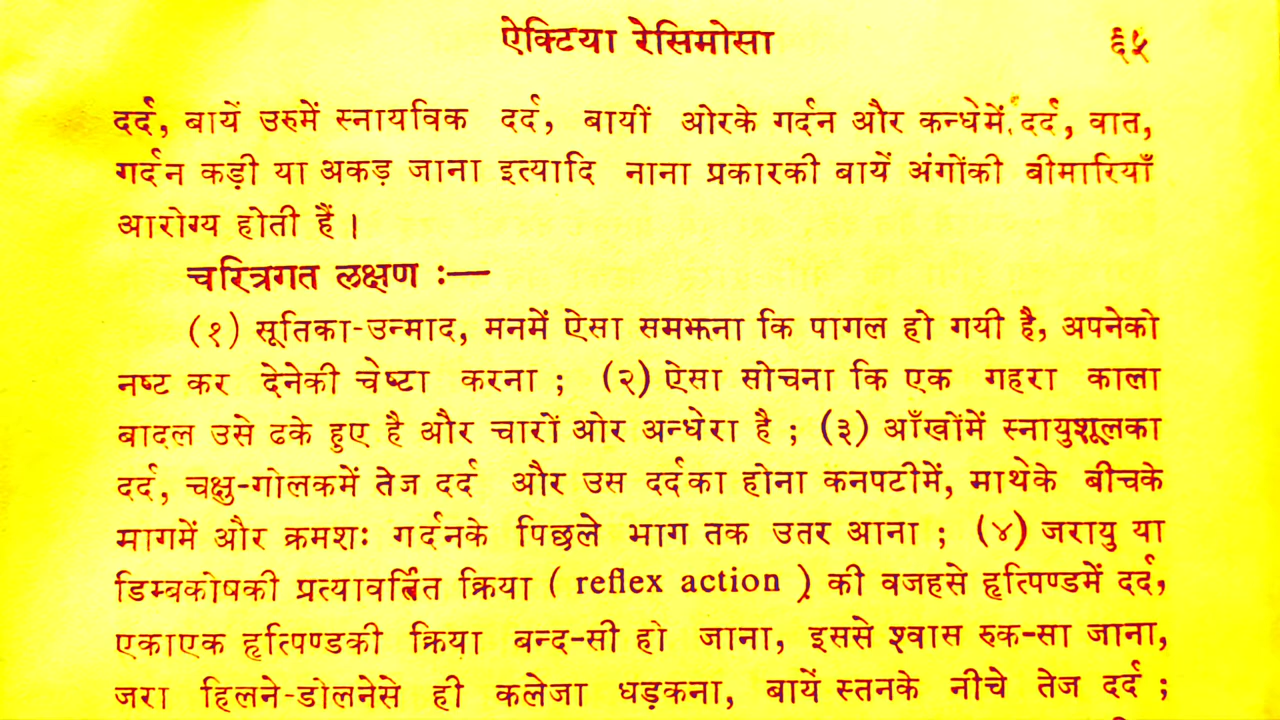 ऐक्टिया रेसिमोसा ६५
दर्द, बायें उरुमें स्नायविक दर्द, बायीं ओरके गर्दन और कन्धेमें दर्द, वात,
गर्दन कड़ी या अकड़ जाना इत्यादि नाना प्रकारकी बायें अंगोंकी बीमारियाँ
आरोग्य होती हैं।
चरित्रगत लक्षण :—
(१) सूतिका-उन्माद, मनमें ऐसा समझना कि पागल हो गयी है, अपनेको
नष्ट कर देनेकी चेष्टा करना ; (२) ऐसा सोचना कि एक गहरा काला
बादल उसे ढके हुए है और चारों ओर अन्धेरा है ; (३) आँखोंमें स्नायुशूलका
दर्द, चक्षु-गोलकमें तेज दर्द और उस दर्दका होना कनपटीमें, माथेके बीचके
भागमें और क्रमशः गर्दनके पिछले भाग तक उतर आना ; (४) जरायु या
डिम्बकोषकी प्रत्यावर्त्तित क्रिया ( reflex action ) की वजहसे हृत्पिण्डमें दर्द,
एकाएक हृत्पिण्डकी क्रिया बन्द-सी हो जाना, इससे श्वास रुक-सा जाना,
जरा हिलने-डोलनेसे ही कलेजा धड़कना, बायें स्तनके नीचे तेज दर्द ;